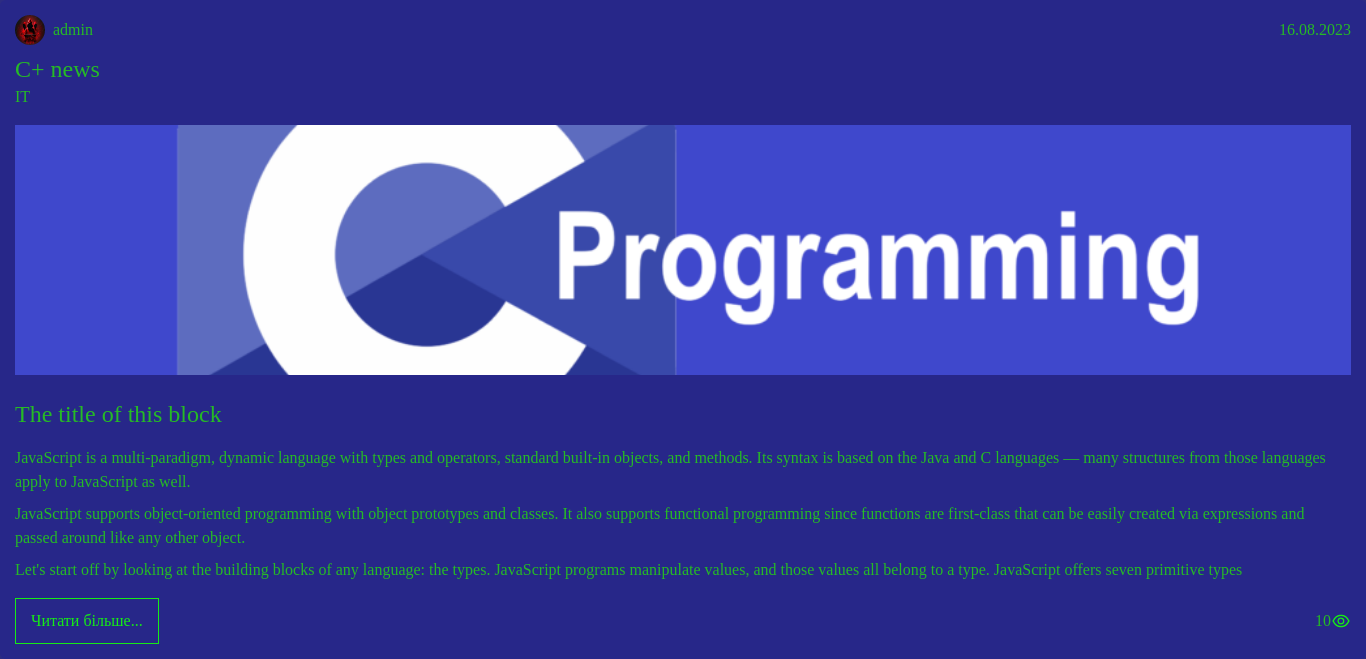 admin
16.08.2023
C+ news
IT
C Programming
The title of this block
JavaScript is a multi-paradigm, dynamic language with types and operators, standard built-in objects, and methods. Its syntax is based on the Java and C languages — many structures from those languages
apply to JavaScript as well.
JavaScript supports object-oriented programming with object prototypes and classes. It also supports functional programming since functions are first-class that can be easily created via expressions and
passed around like any other object.
Let's start off by looking at the building blocks of any language: the types. JavaScript programs manipulate values, and those values all belong to a type. JavaScript offers seven primitive types
Читати більше...
10